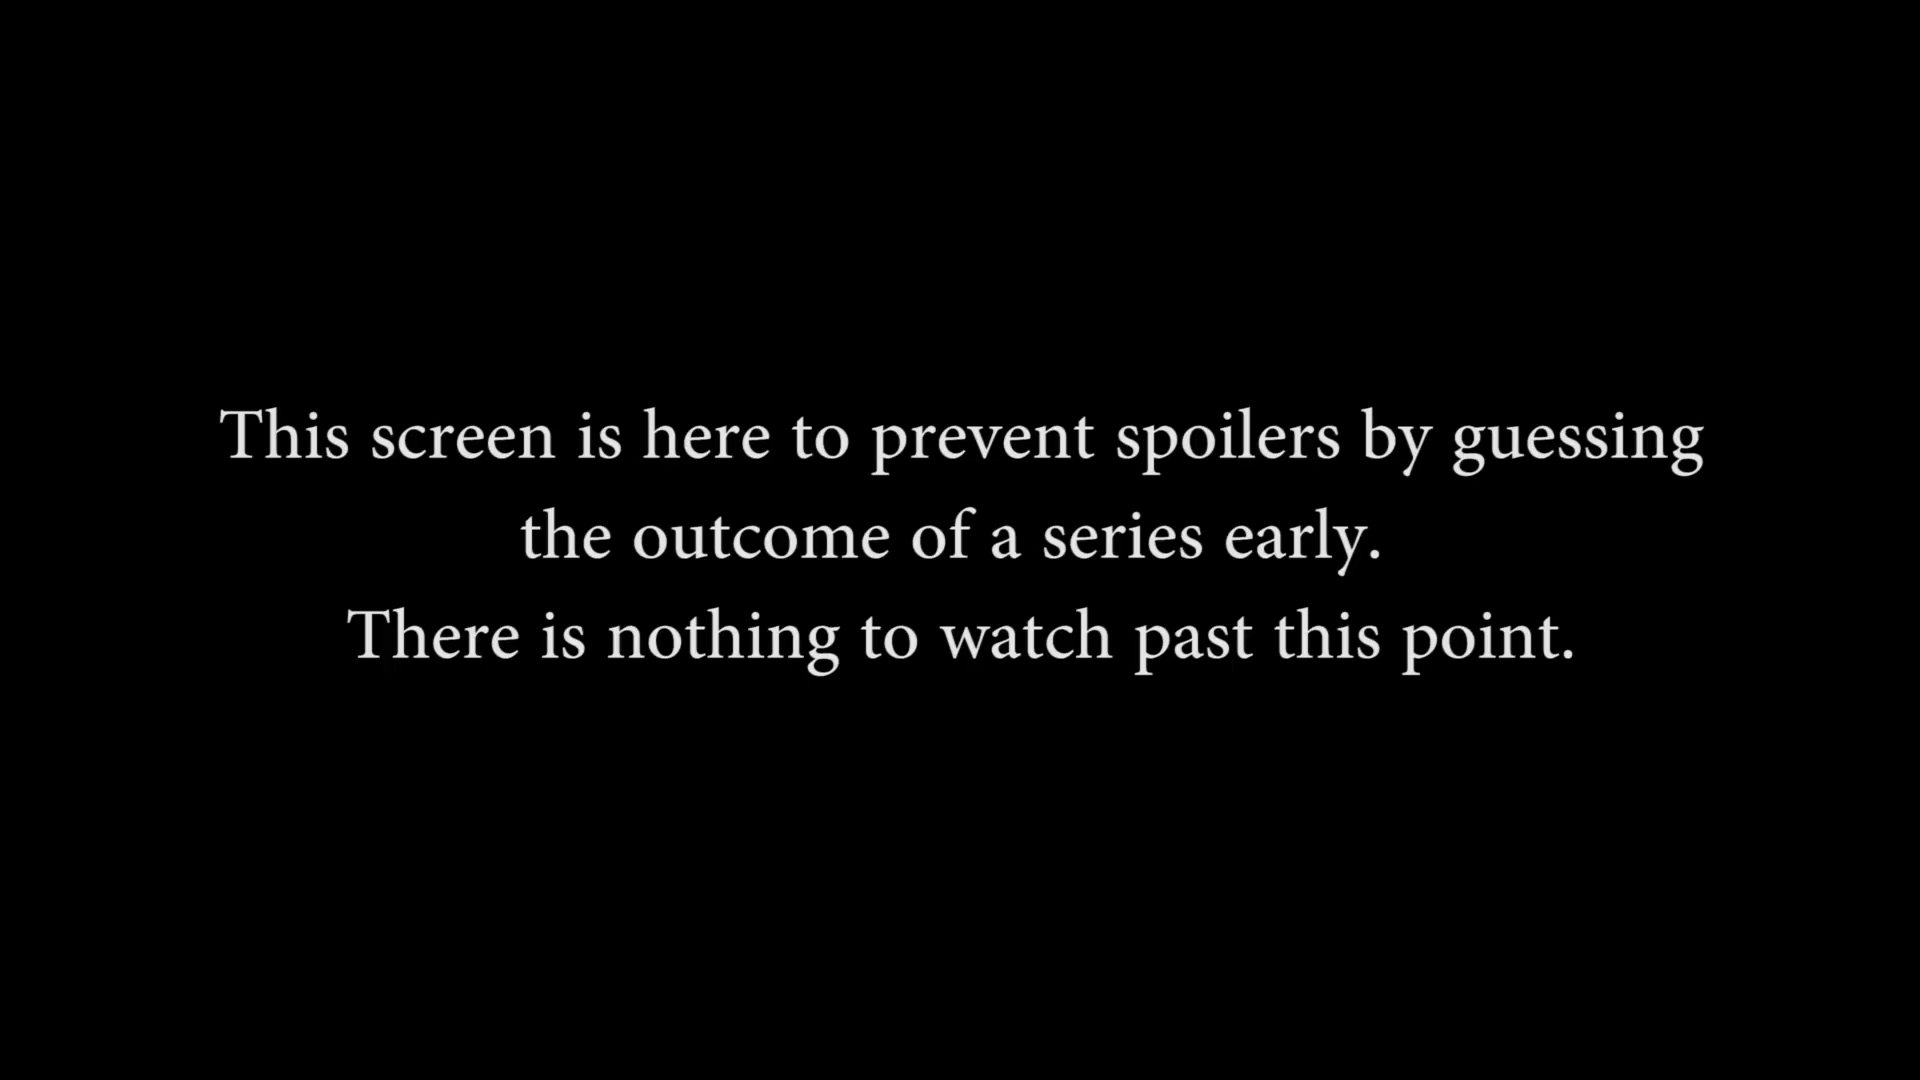 This screen is here to prevent spoilers by guessing
the outcome of a series early.
There is nothing to watch past this point.